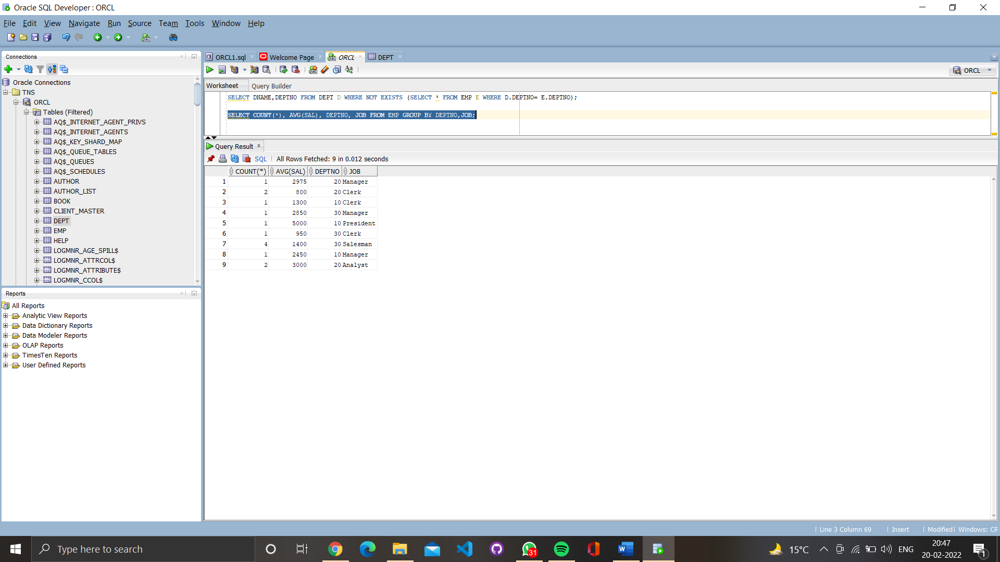 Oracle SQL Developer : ORCL
File Edit View Navigate Run Source Team Tools Window Help
Connections
Oracle Connections
TNS
ORCL
Tables (Filtered)
AQ$_INTERNET_AGENT_PRIVS
AQ$_INTERNET_AGENTS
AQ$_KEY_SHARD_MAP
AQ$_QUEUE_TABLES
AQ$_QUEUES
AQ$_SCHEDULES
AUTHOR
AUTHOR_LIST
BOOK
CLIENT_MASTER
DEPT
EMP
HELP
LOGMNR_AGE_SPILL$
LOGMNR_ATTRCOL$
LOGMNR_ATTRIBUTE$
LOGMNR_CCOL$
Reports
All Reports
Analytic View Reports
Data Dictionary Reports
Data Modeler Reports
OLAP Reports
TimesTen Reports
User Defined Reports
ORCL1.sql Welcome Page ORCL DEPT
ORCL
Worksheet Query Builder
SELECT DNAME,DEPTNO FROM DEPT D WHERE NOT EXISTS (SELECT * FROM EMP E WHERE D.DEPTNO= E.DEPTNO);
SELECT COUNT(*), AVG(SAL), DEPTNO, JOB FROM EMP GROUP BY DEPTNO,JOB;
Query Result
SQL All Rows Fetched: 9 in 0.012 seconds
COUNT(*) AVG(SAL) DEPTNO JOB
1 1 2975 20 Manager
2 2 800 20 Clerk
3 1 1300 10 Clerk
4 1 2850 30 Manager
5 1 5000 10 President
6 1 950 30 Clerk
7 4 1400 30 Salesman
8 1 2450 10 Manager
9 2 3000 20 Analyst
Line 3 Column 69 Insert Modified Windows: CR
Type here to search
31
15°C ENG
20:47
20-02-2022
1